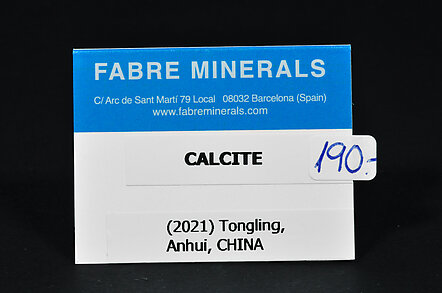 FABRE MINERALS
C/ Arc de Sant Martí 79 Local 08032 Barcelona (Spain)
www.fabreminerals.com
CALCITE
190.-
(2021) Tongling,
Anhui, CHINA